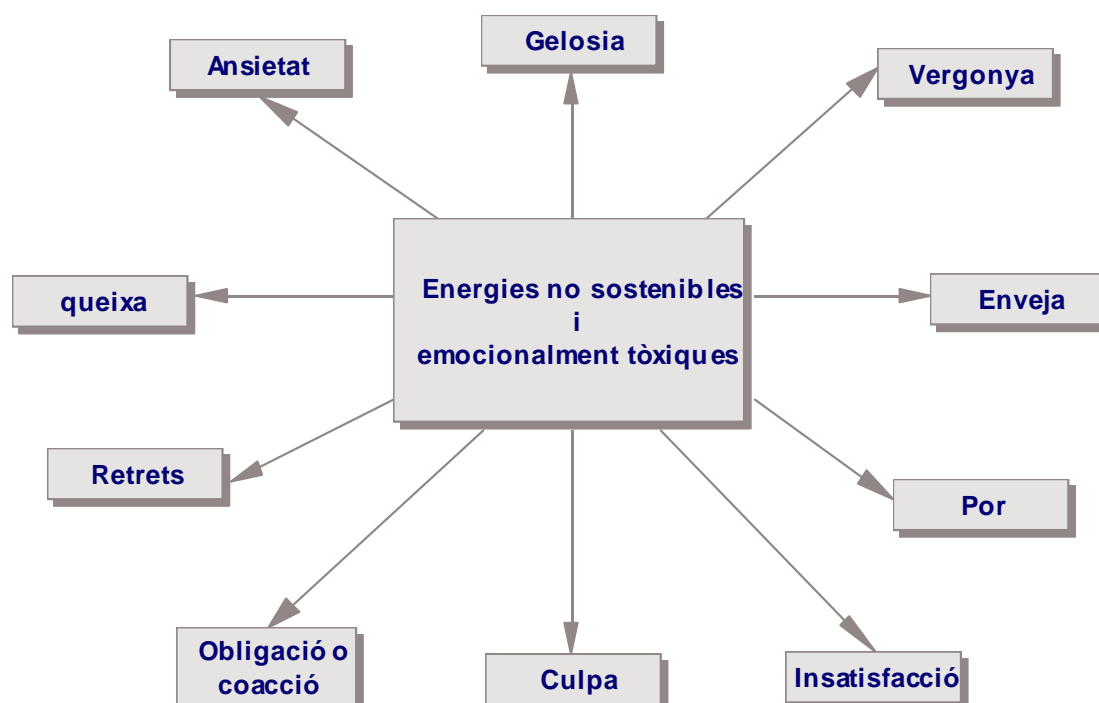 Gelosia
Ansietat
Vergonya
Energies no sostenibles
i
emocionalment tòxiques
queixa
Enveja
Retrets
Por
Obligació o
coacció
Culpa
Insatisfacció